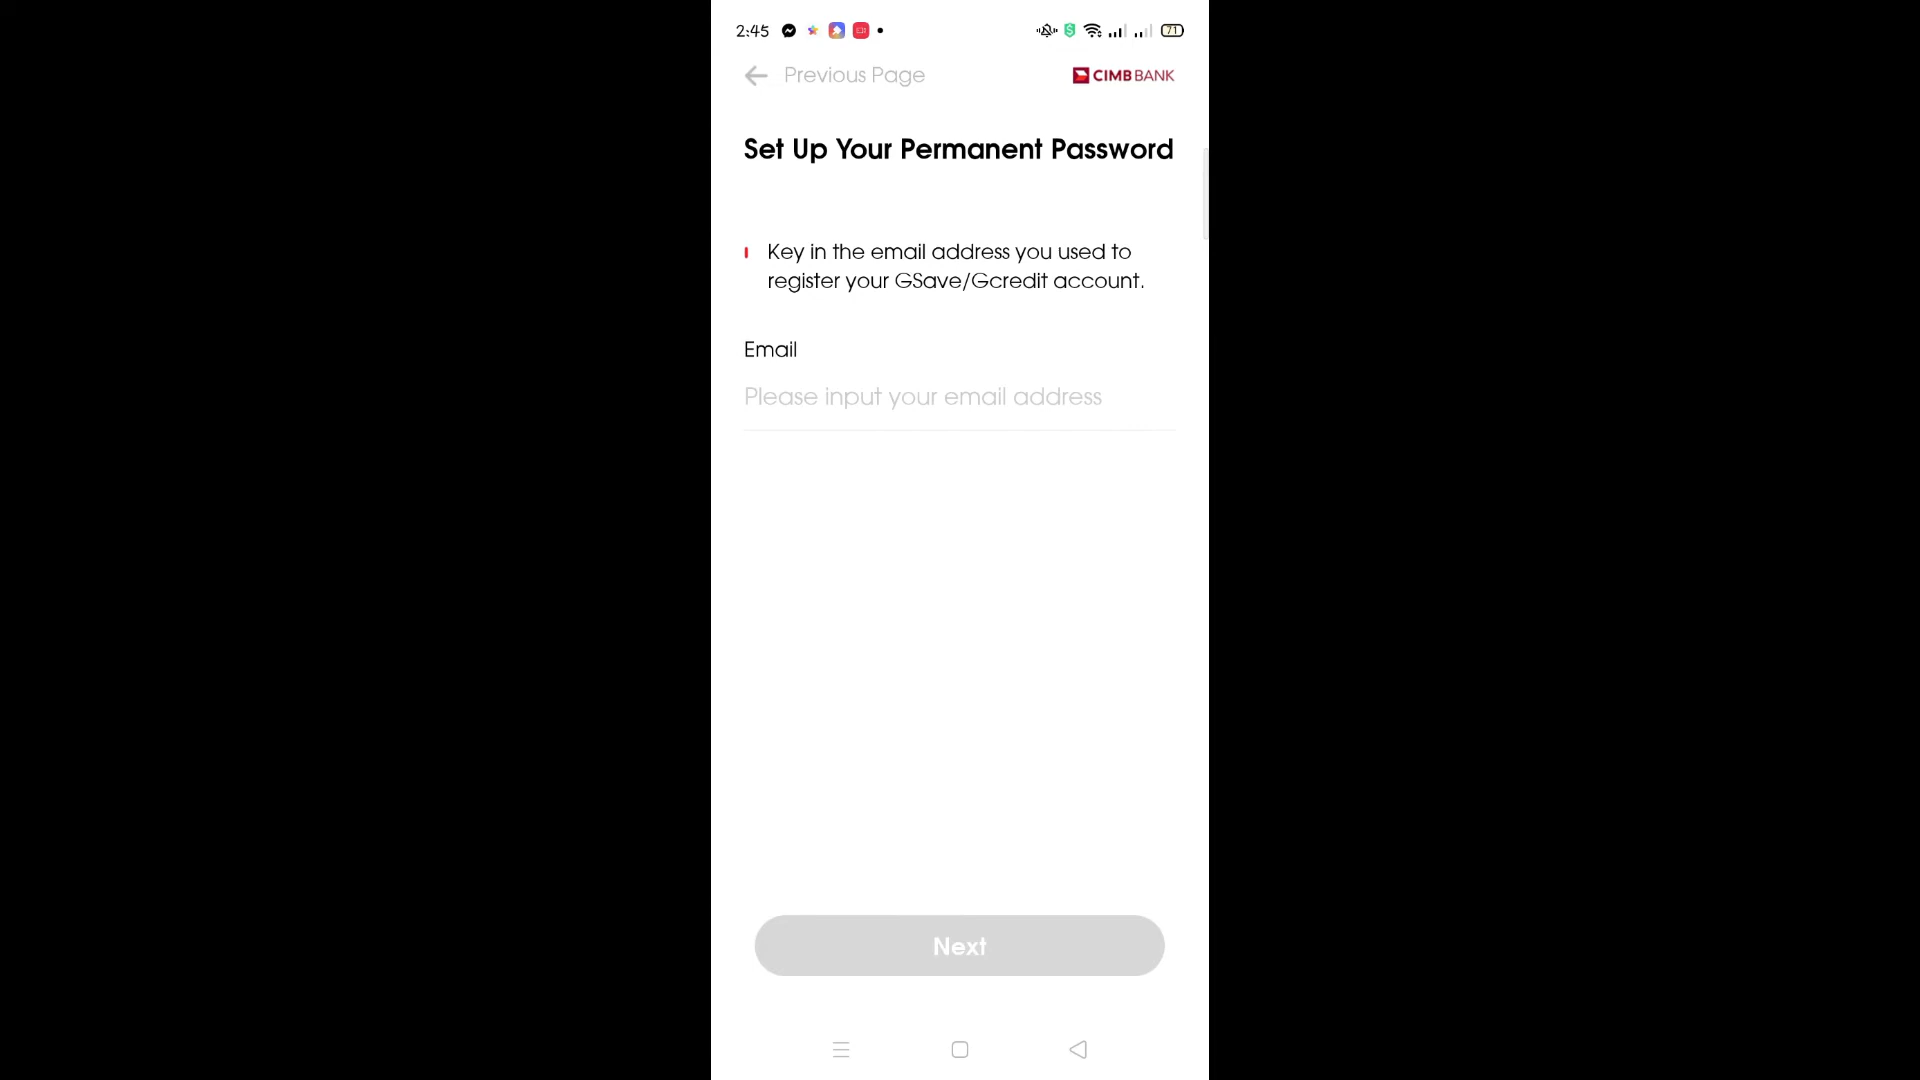 2:45
71
Previous Page
CIMB BANK
Set Up Your Permanent Password
Key in the email address you used to
register your GSave/Gcredit account.
Email
Please input your email address
Next